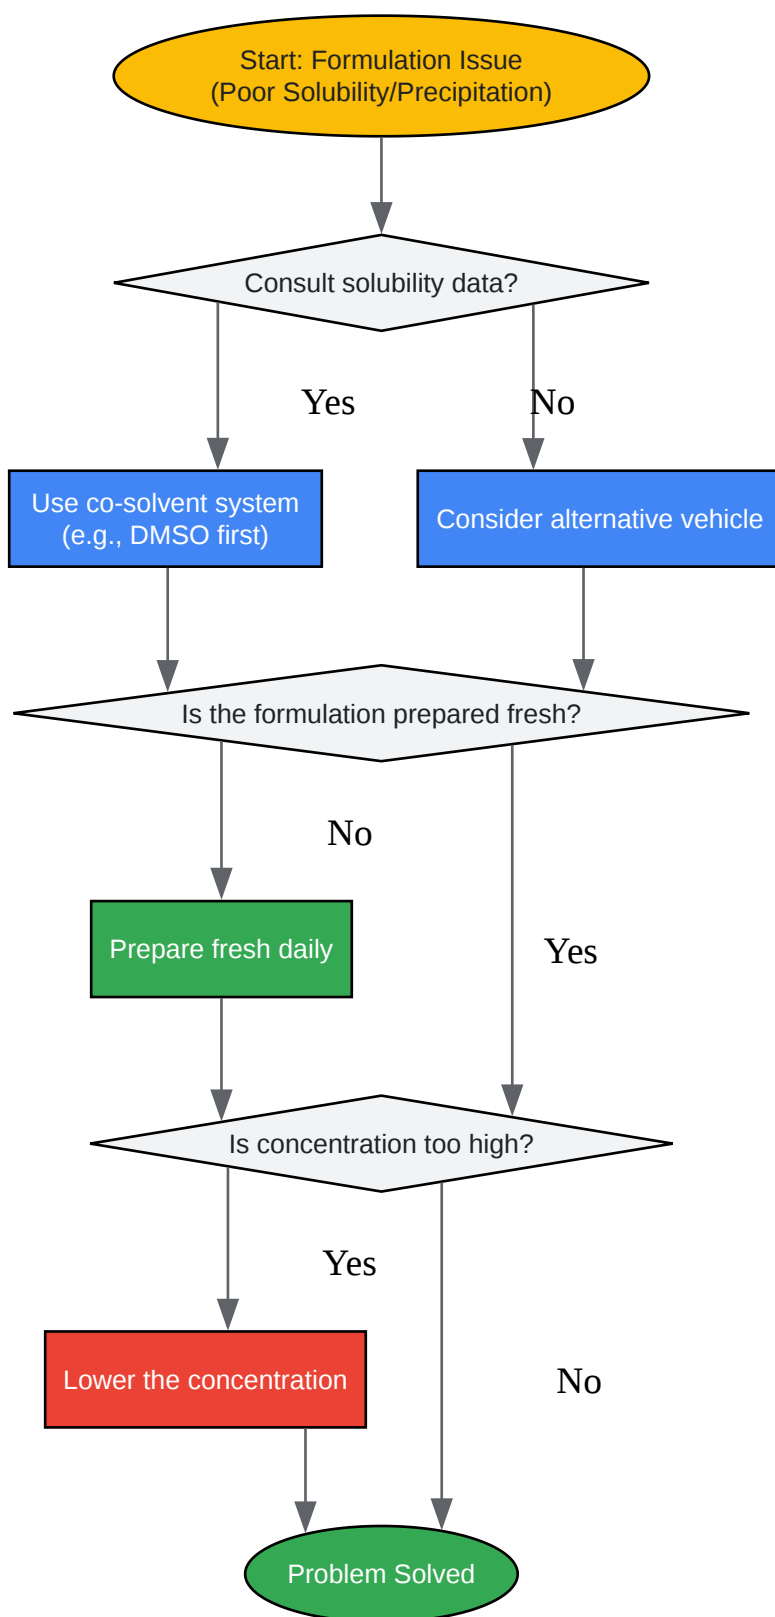 Start: Formulation Issue
(Poor Solubility/Precipitation)
Consult solubility data?
Yes
No
Use co-solvent system
(e.g., DMSO first)
Consider alternative vehicle
Is the formulation prepared fresh?
No
Prepare fresh daily
Yes
Is concentration too high?
Yes
Lower the concentration
No
Problem Solved